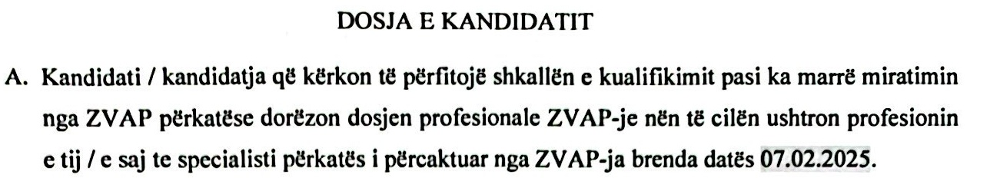 DOSJA E KANDIDATIT
A. Kandidati / kandidatja që kërkon të përfitojë shkallën e kualifikimit pasi ka marrë miratimin
nga ZVAP përkatëse dorëzon dosjen profesionale ZVAP-je nën të cilën ushtron profesionin
e tij / e saj te specialisti përkatës i përcaktuar nga ZVAP-ja brenda datës 07.02.2025.